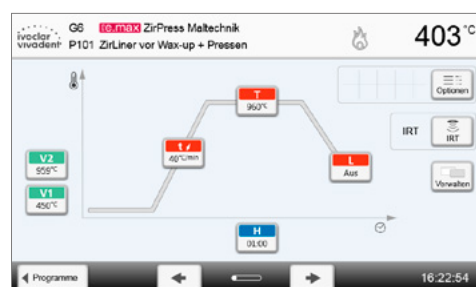 ivoclar
vivadent
G6 IPS e.max ZirPress Maltechnik
P101 ZirLiner vor Wax-up + Pressen
403 °C
Optionen
T
960°C
IRT
IRT
t
40°C/min
V2
959°C
L
Aus
Verwalten
V1
450°C
H
01:00
Programme
16:22:54